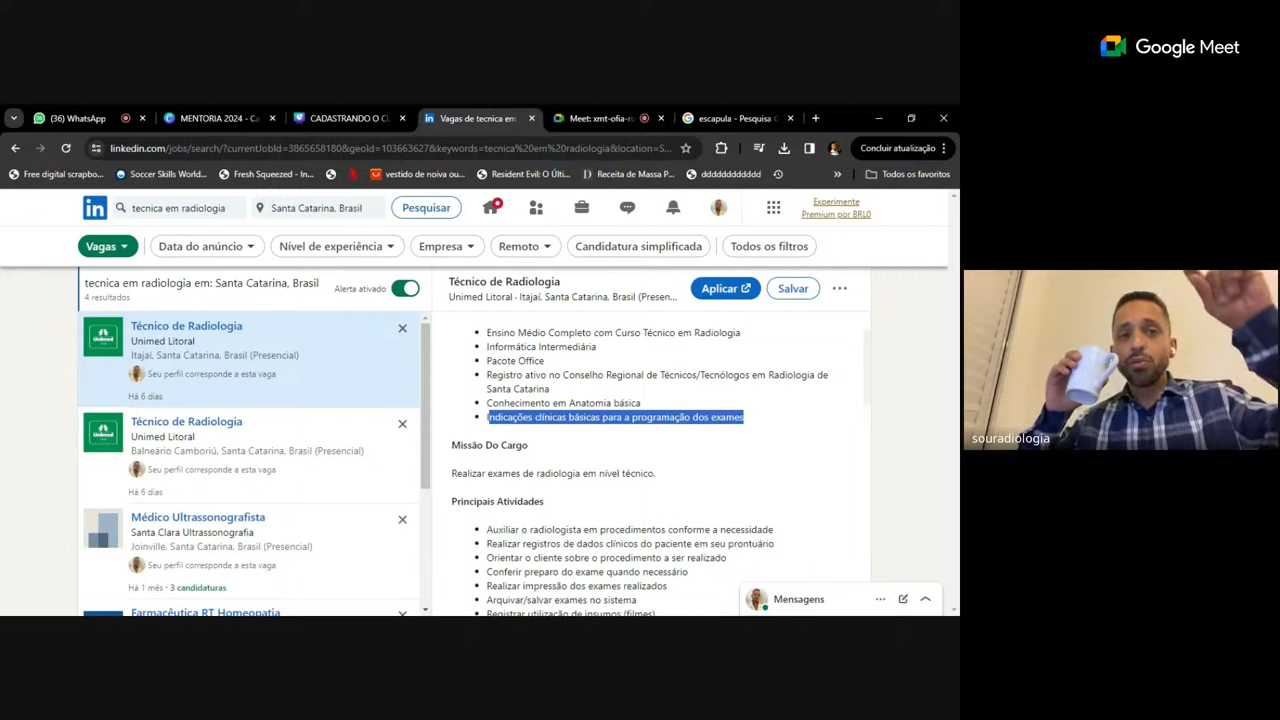 Google Meet
(36) WhatsApp
MENTORIA 2024 - Ca
CADASTRANDO O CU
Vagas de tecnica em
Meet: xmt-ofia-ro
escapula - Pesquisa G
linkedin.com/jobs/search/?currentJobId=3865658180&geoId=103663627&keywords=tecnica%20em%20radiologia&location=S...
Concluir atualização
Free digital scrapbo...
Soccer Skills World...
Fresh Squeezed - In...
vestido de noiva ou...
Resident Evil O Últi...
Receita de Massa P...
dddddddddddd
Todos os favoritos
in
tecnica em radiologia
Santa Catarina, Brasil
Pesquisar
Experimente
Premium por BRL0
Vagas
Data do anúncio
Nível de experiência
Empresa
Remoto
Candidatura simplificada
Todos os filtros
tecnica em radiologia em: Santa Catarina, Brasil
4 resultados
Alerta ativado
Técnico de Radiologia
Unimed Litoral
Itajaí, Santa Catarina, Brasil (Presencial)
Seu perfil corresponde a esta vaga
Há 6 dias
Técnico de Radiologia
Unimed Litoral
Balneário Camboriú, Santa Catarina, Brasil (Presencial)
Seu perfil corresponde a esta vaga
Há 6 dias
Médico Ultrassonografista
Santa Clara Ultrassonografia
Joinville, Santa Catarina, Brasil (Presencial)
Seu perfil corresponde a esta vaga
Há 1 mês · 3 candidaturas
Farmacêutica RT Homeopatia
Técnico de Radiologia
Unimed Litoral · Itajaí, Santa Catarina, Brasil (Presen...
Aplicar
Salvar
Ensino Médio Completo com Curso Técnico em Radiologia
Informática Intermediária
Pacote Office
Registro ativo no Conselho Regional de Técnicos/Tecnólogos em Radiologia de
Santa Catarina
Conhecimento em Anatomia básica
Indicações clínicas básicas para a programação dos exames
Missão Do Cargo
Realizar exames de radiologia em nível técnico.
Principais Atividades
Auxiliar o radiologista em procedimentos conforme a necessidade
Realizar registros de dados clínicos do paciente em seu prontuário
Orientar o cliente sobre o procedimento a ser realizado
Conferir preparo do exame quando necessário
Realizar impressão dos exames realizados
Arquivar/salvar exames no sistema
Registrar utilização de insumos (filmes)
Mensagens
souradiologia